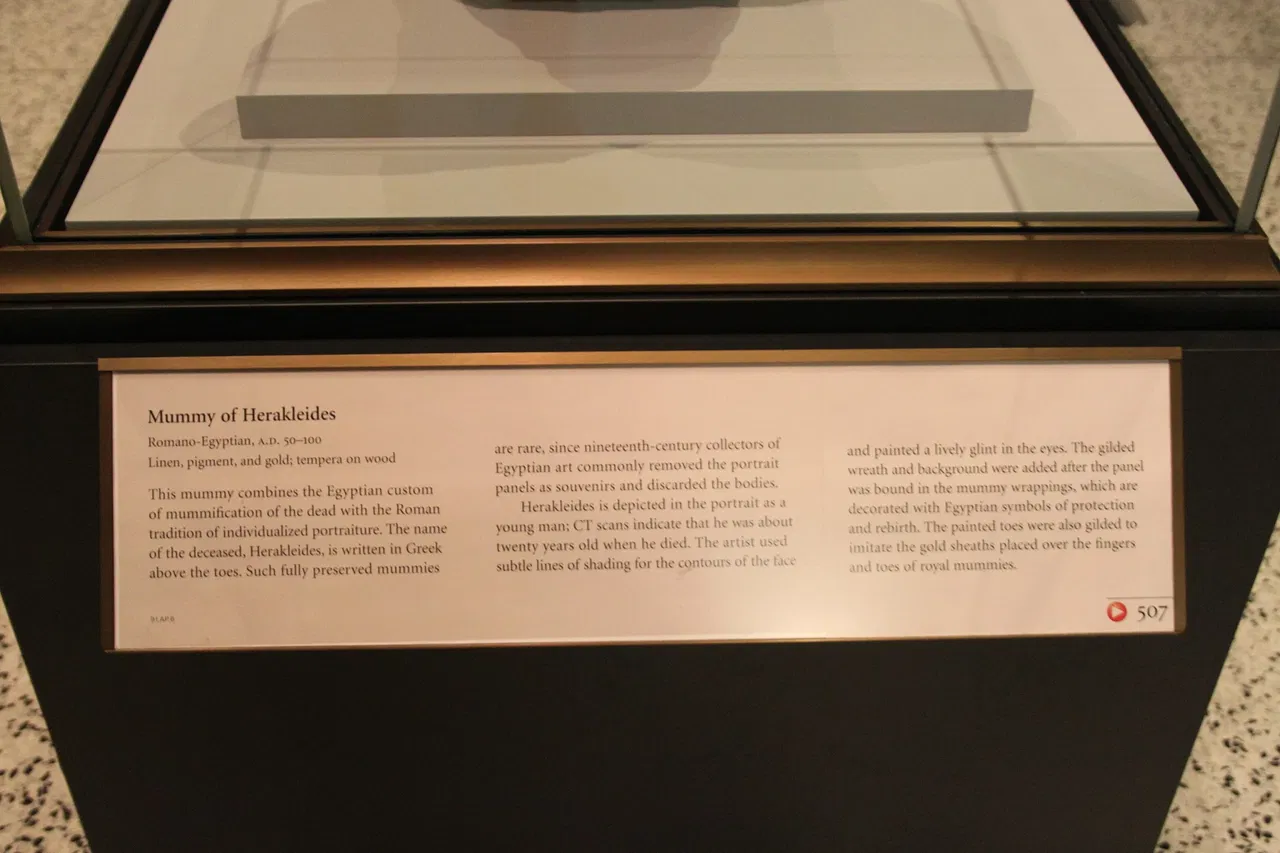 Mummy of Herakleides
Romano-Egyptian, A.D. 50–100
Linen, pigment, and gold; tempera on wood
This mummy combines the Egyptian custom
of mummification of the dead with the Roman
tradition of individualized portraiture. The name
of the deceased, Herakleides, is written in Greek
above the toes. Such fully preserved mummies
are rare, since nineteenth-century collectors of
Egyptian art commonly removed the portrait
panels as souvenirs and discarded the bodies.
Herakleides is depicted in the portrait as a
young man; CT scans indicate that he was about
twenty years old when he died. The artist used
subtle lines of shading for the contours of the face
and painted a lively glint in the eyes. The gilded
wreath and background were added after the panel
was bound in the mummy wrappings, which are
decorated with Egyptian symbols of protection
and rebirth. The painted toes were also gilded to
imitate the gold sheaths placed over the fingers
and toes of royal mummies.
91.AP.6
507